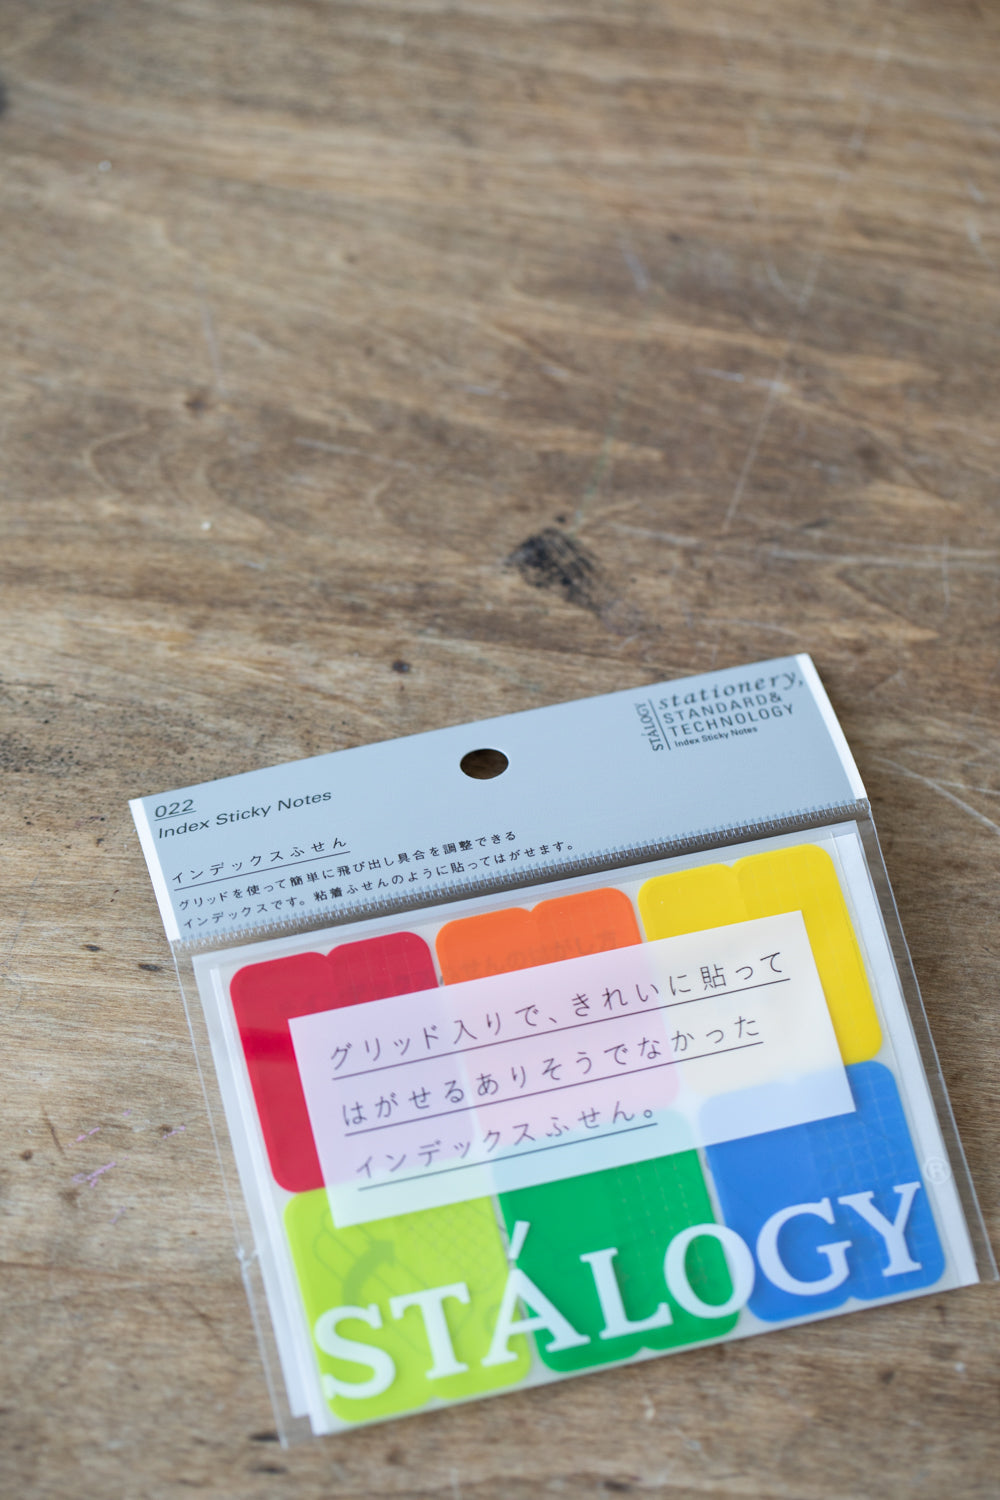 022
Index Sticky Notes
インデックスふせん
グリッドを使って簡単に飛び出し具合を調整できる
インデックスです。粘着ふせんのように貼ってはがせます。
STÁLOGY
stationery,
STANDARD&
TECHNOLOGY
Index Sticky Notes
グリッド入りで、きれいに貼って
はがせるありそうでなかった
インデックスふせん。
STÁLOGY®